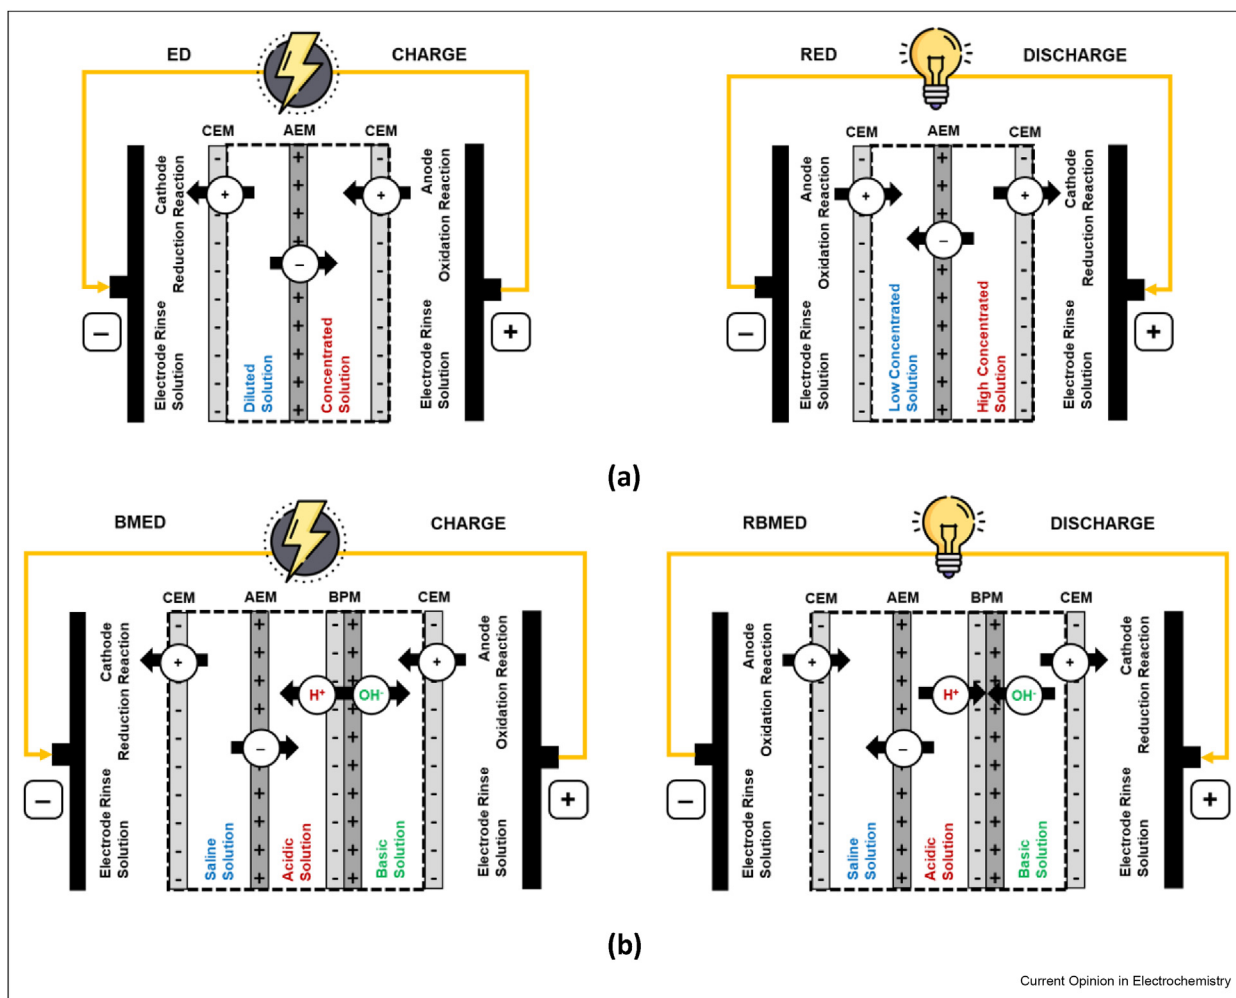 ED
CHARGE
CEM
AEM
CEM
Cathode
Reduction Reaction
Electrode Rinse
Solution
Diluted
Solution
Concentrated
Solution
Anode
Oxidation Reaction
Electrode Rinse
Solution
+
+
−
−
+
RED
DISCHARGE
CEM
AEM
CEM
Anode
Oxidation Reaction
Electrode Rinse
Solution
Low Concentrated
Solution
High Concentrated
Solution
Cathode
Reduction Reaction
Electrode Rinse
Solution
+
+
−
−
+
(a)
BMED
CHARGE
CEM
AEM
BPM
CEM
Cathode
Reduction Reaction
Electrode Rinse
Solution
Saline
Solution
Acidic
Solution
Basic
Solution
Anode
Oxidation Reaction
Electrode Rinse
Solution
+
+
H⁺
OH⁻
−
−
+
RBMED
DISCHARGE
CEM
AEM
BPM
CEM
Anode
Oxidation Reaction
Electrode Rinse
Solution
Saline
Solution
Acidic
Solution
Basic
Solution
Cathode
Reduction Reaction
Electrode Rinse
Solution
+
+
H⁺
OH⁻
−
−
+
(b)
Current Opinion in Electrochemistry